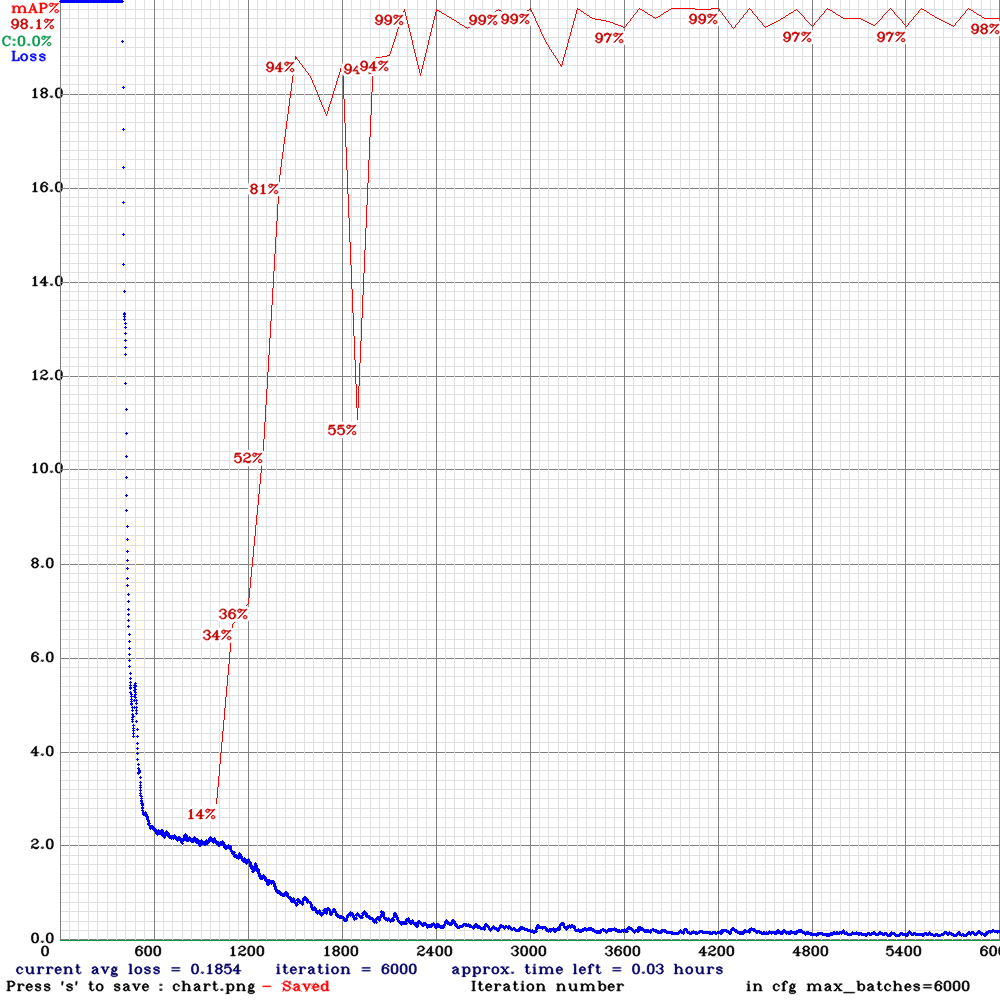 mAP%
98.1%
C:0.0%
Loss
99% 99% 99% 99% 98%
97% 97% 97%
94% 94% 94%
18.0
81%
16.0
14.0
12.0
55%
52%
10.0
8.0
36%
34%
6.0
4.0
14%
2.0
0.0
0 600 1200 1800 2400 3000 3600 4200 4800 5400 600
current avg loss = 0.1854 iteration = 6000 approx. time left = 0.03 hours
Press 's' to save : chart.png - Saved Iteration number in cfg max_batches=6000